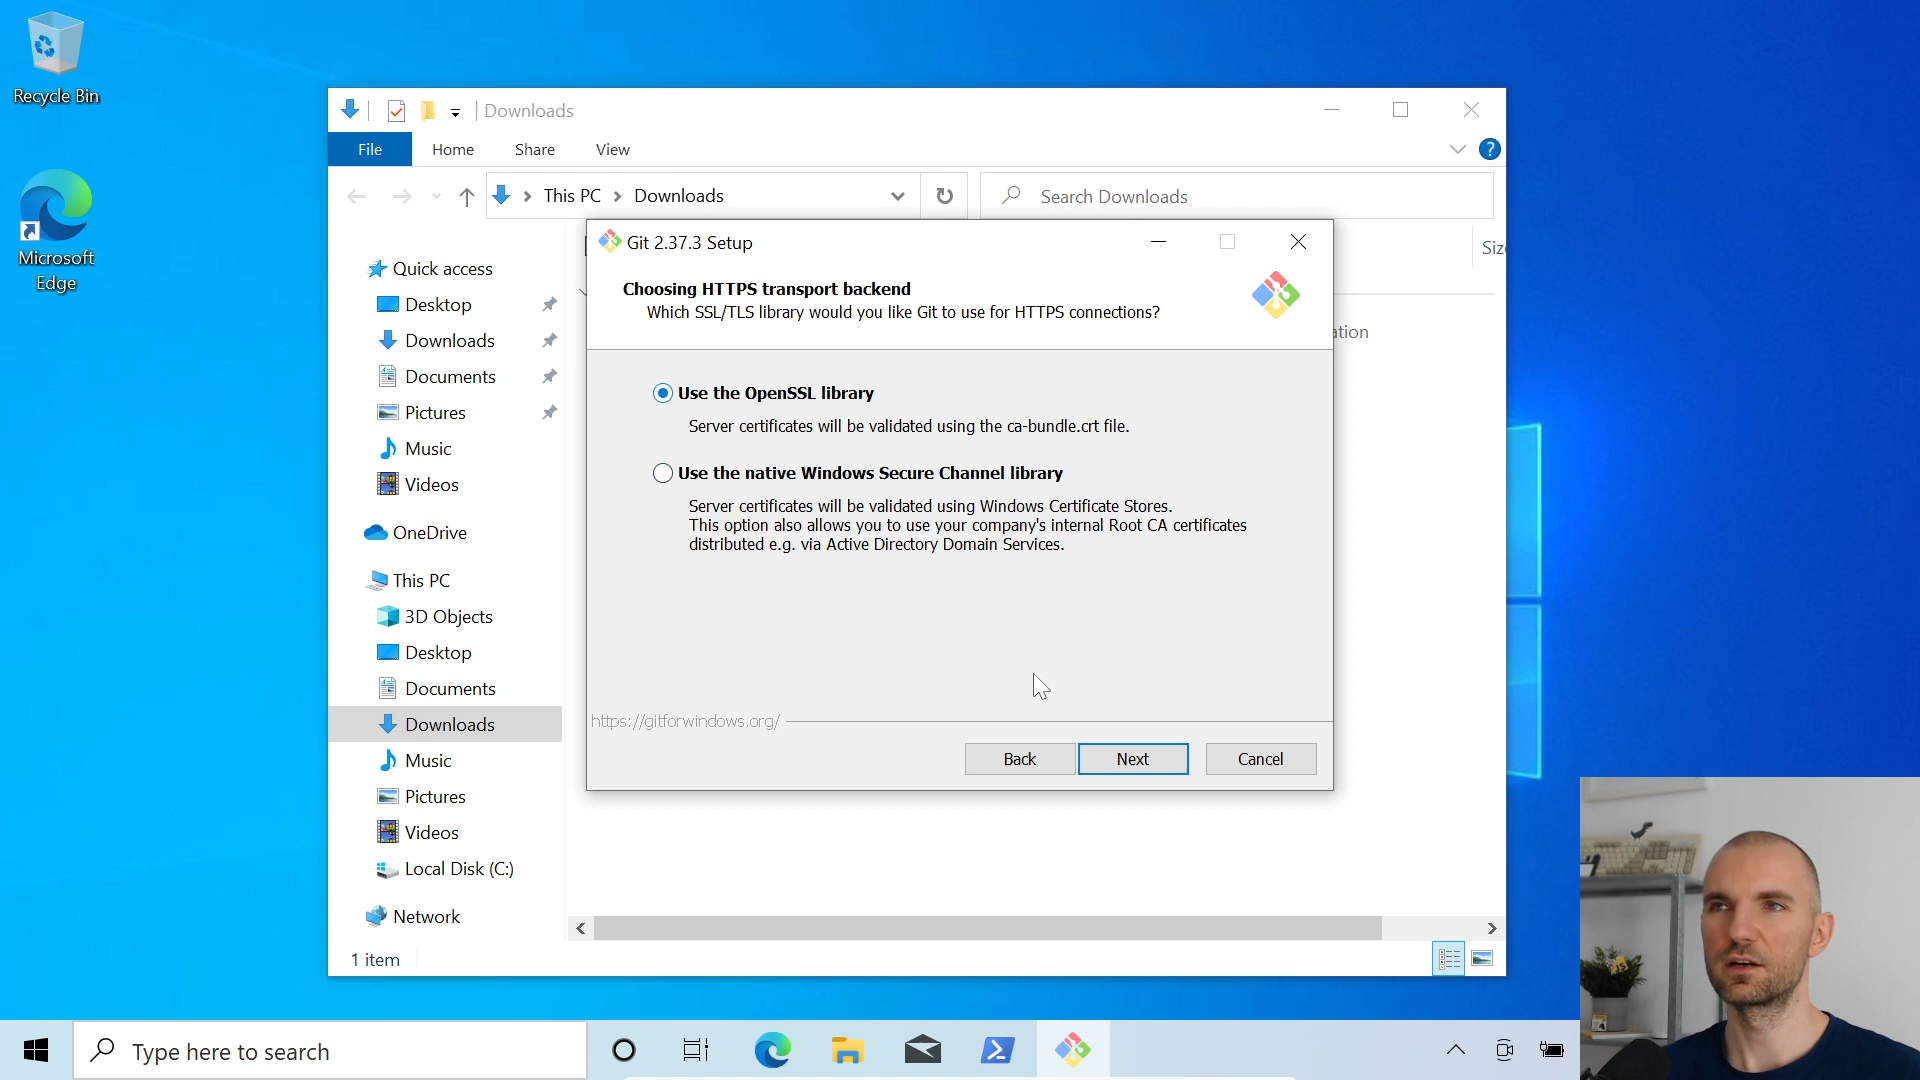 Recycle Bin
Microsoft
Edge
Downloads
File
Home
Share
View
This PC
Downloads
Search Downloads
Size
Quick access
Desktop
Downloads
Documents
Pictures
Music
Videos
OneDrive
This PC
3D Objects
Desktop
Documents
Downloads
Music
Pictures
Videos
Local Disk (C:)
Network
1 item
ation
Git 2.37.3 Setup
Choosing HTTPS transport backend
Which SSL/TLS library would you like Git to use for HTTPS connections?
Use the OpenSSL library
Server certificates will be validated using the ca-bundle.crt file.
Use the native Windows Secure Channel library
Server certificates will be validated using Windows Certificate Stores.
This option also allows you to use your company's internal Root CA certificates
distributed e.g. via Active Directory Domain Services.
https://gitforwindows.org/
Back
Next
Cancel
Type here to search